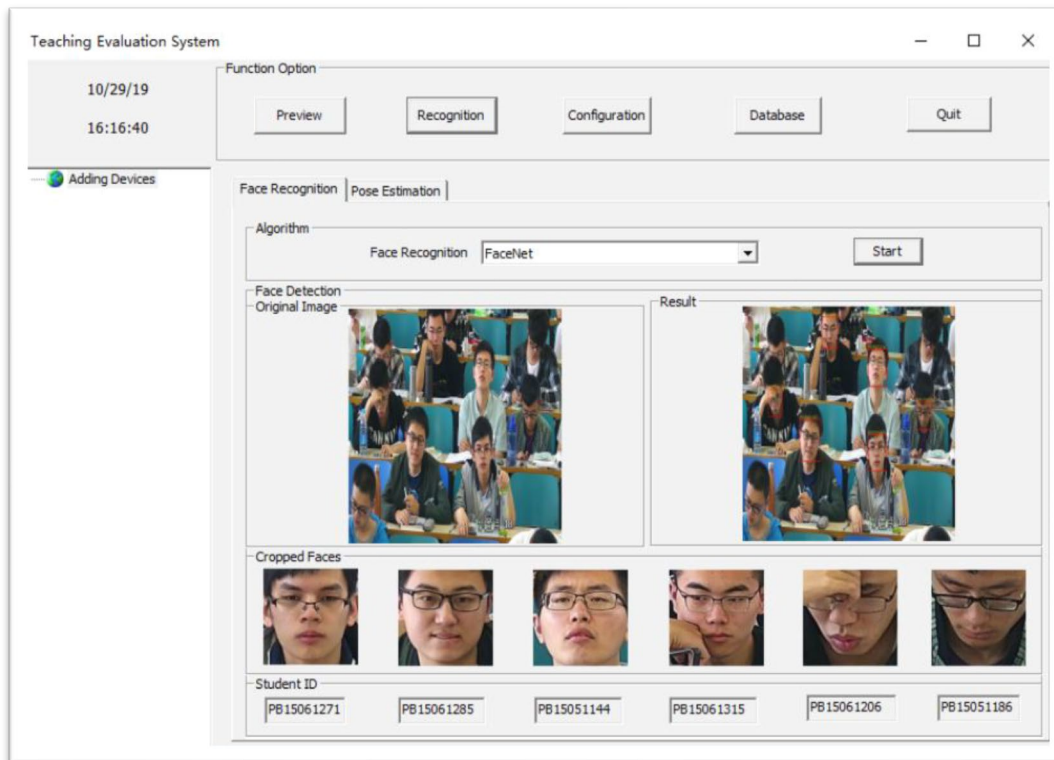 Teaching Evaluation System
10/29/19
16:16:40
Function Option
Preview Recognition Configuration Database Quit
Adding Devices
Face Recognition Pose Estimation
Algorithm
Face Recognition FaceNet Start
Face Detection
Original Image Result
Cropped Faces
Student ID
PB15061271 PB15061285 PB15051144 PB15061315 PB15061206 PB15051186